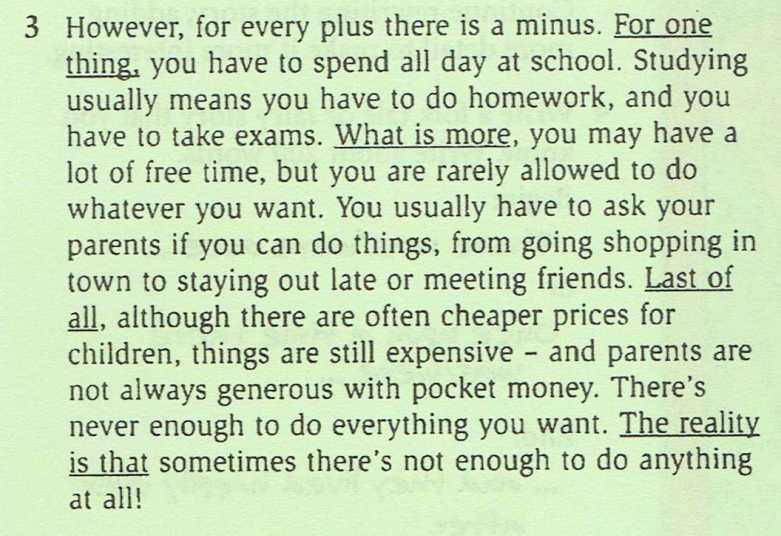 3 However, for every plus there is a minus. For one
thing, you have to spend all day at school. Studying
usually means you have to do homework, and you
have to take exams. What is more, you may have a
lot of free time, but you are rarely allowed to do
whatever you want. You usually have to ask your
parents if you can do things, from going shopping in
town to staying out late or meeting friends. Last of
all, although there are often cheaper prices for
children, things are still expensive – and parents are
not always generous with pocket money. There's
never enough to do everything you want. The reality
is that sometimes there's not enough to do anything
at all!